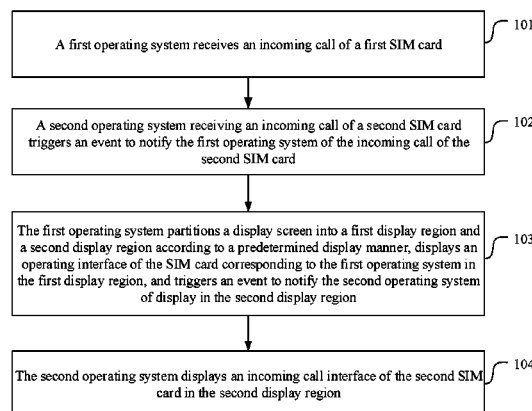 A first operating system receives an incoming call of a first SIM card
101
A second operating system receiving an incoming call of a second SIM card
triggers an event to notify the first operating system of the incoming call of the
second SIM card
102
The first operating system partitions a display screen into a first display region and
a second display region according to a predetermined display manner, displays an
operating interface of the SIM card corresponding to the first operating system in
the first display region, and triggers an event to notify the second operating system
of display in the second display region
103
The second operating system displays an incoming call interface of the second SIM
card in the second display region
104